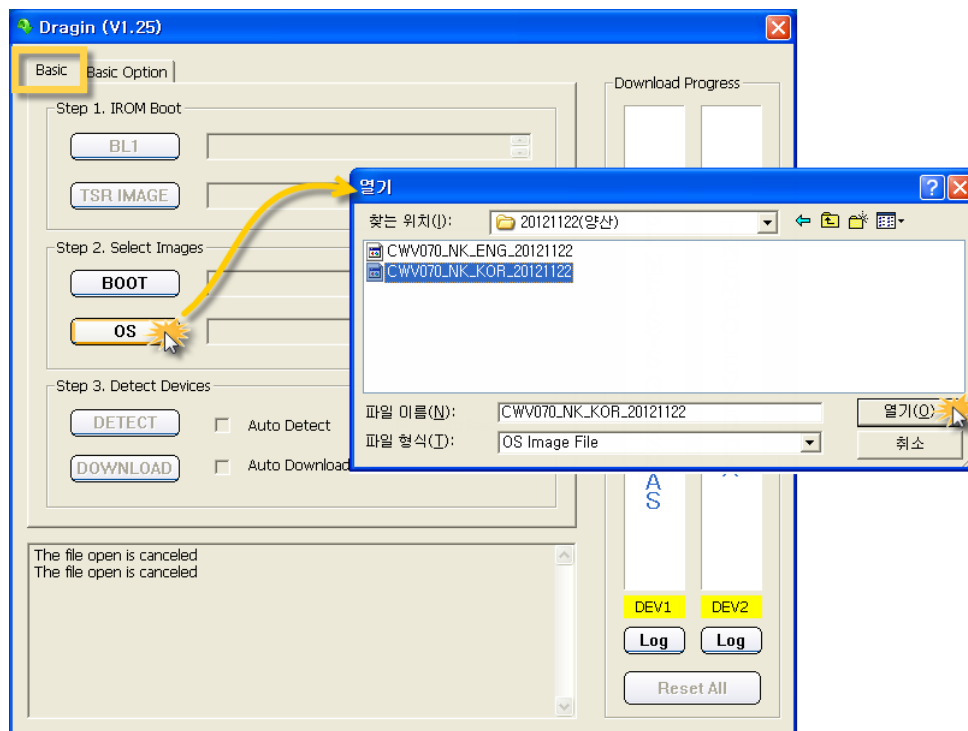 Dragin (V1.25)
Basic
Basic Option
Step 1. IROM Boot
BL1
TSR IMAGE
Step 2. Select Images
BOOT
OS
Step 3. Detect Devices
DETECT
Auto Detect
DOWNLOAD
Auto Download
The file open is canceled
The file open is canceled
Download Progress
A
S
DEV1
DEV2
Log
Log
Reset All
열기
찾는 위치(I):
20121122(양산)
CWV070_NK_ENG_20121122
CWV070_NK_KOR_20121122
파일 이름(N):
CWV070_NK_KOR_20121122
열기(O)
파일 형식(T):
OS Image File
취소